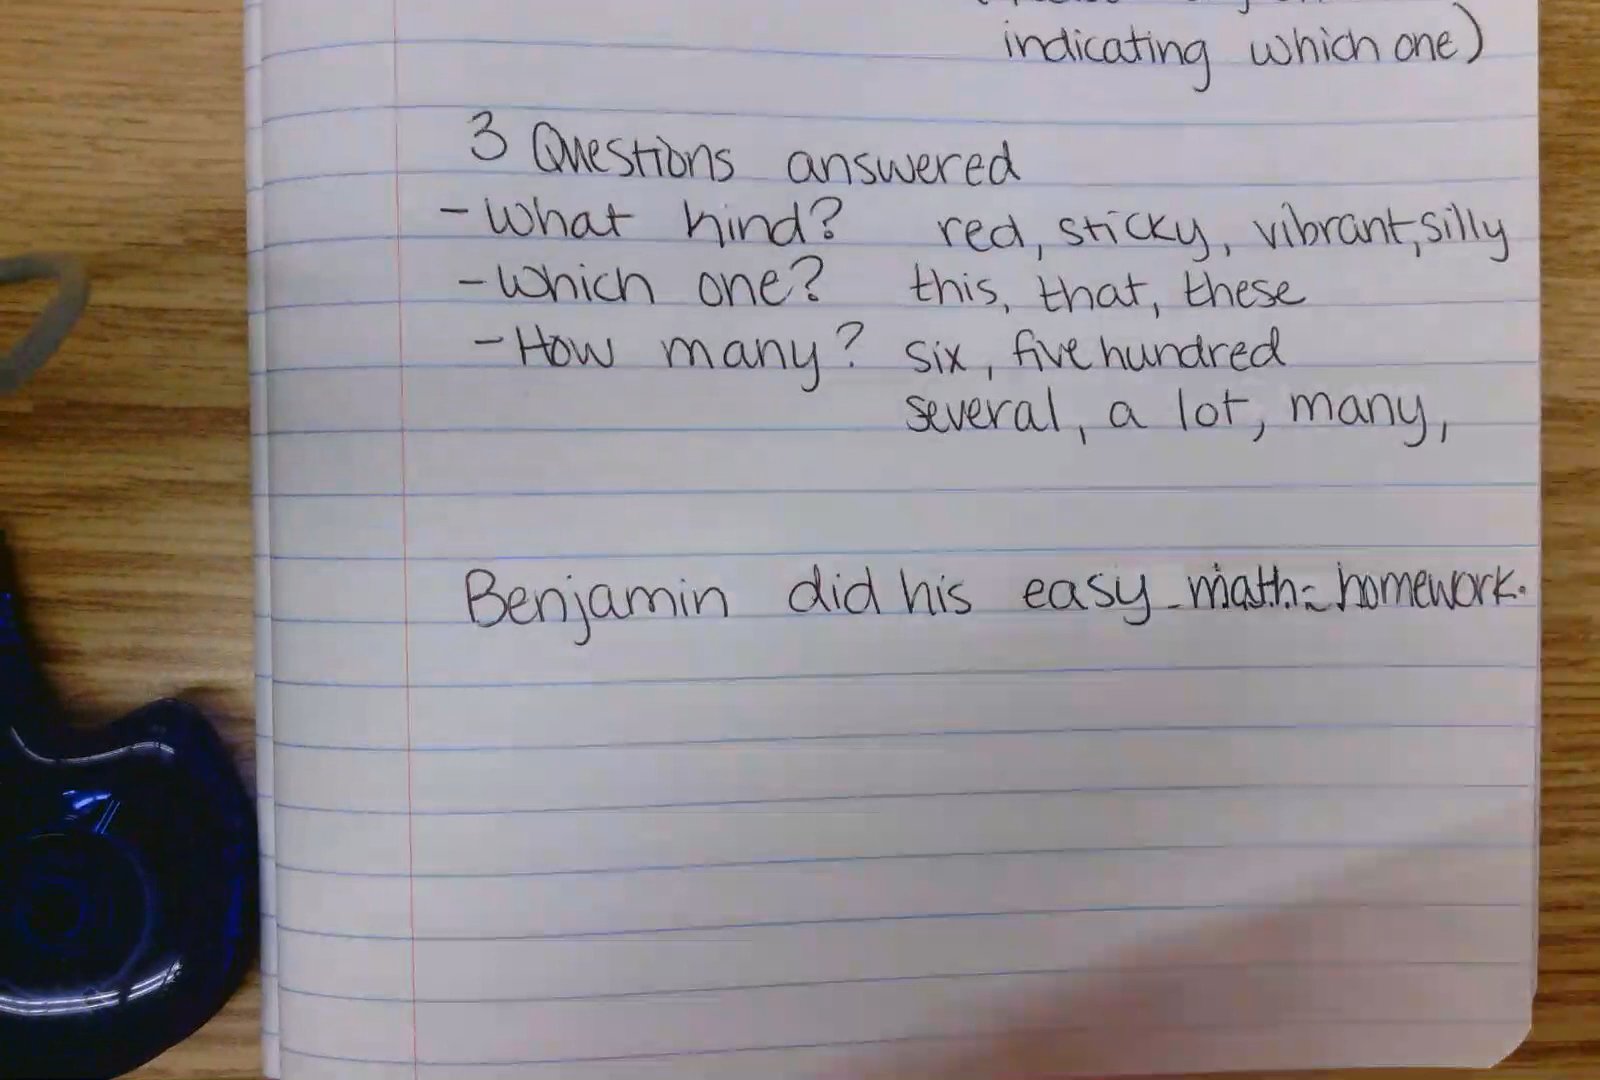 indicating which one)
3 Questions answered
- What kind? red, sticky, vibrant, silly
- Which one? this, that, these
- How many? six, five hundred
several, a lot, many,
Benjamin did his easy math homework.